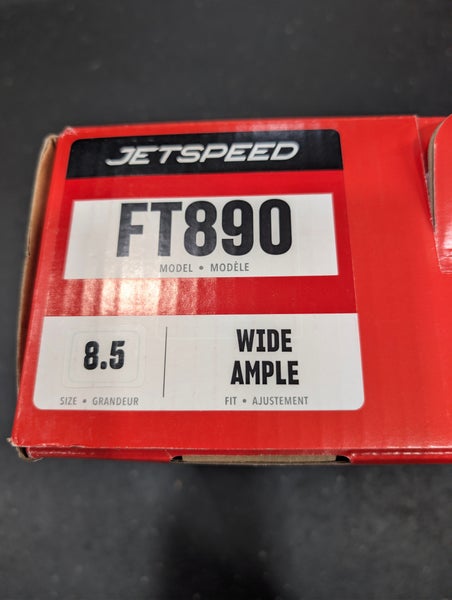 JETSPEED
FT890
MODEL • MODÈLE
8.5
SIZE • GRANDEUR
WIDE
AMPLE
FIT • AJUSTEMENT